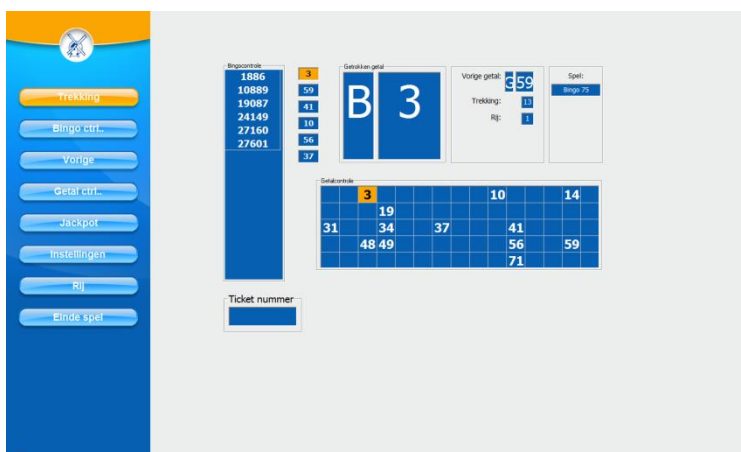 Trekking
Bingo ctrl..
Vorige
Getal ctrl..
Jackpot
Instellingen
Rij
Einde spel
Bingocontrole
1886
10889
19087
24149
27160
27601
3
59
41
10
56
37
Getrokken getal
B 3
Vorige getal: G 59
Trekking: 13
Rij: 1
Spel:
Bingo 75
Getalcontrole
3 10 14
19
31 34 37 41
48 49 56 59
71
Ticket nummer